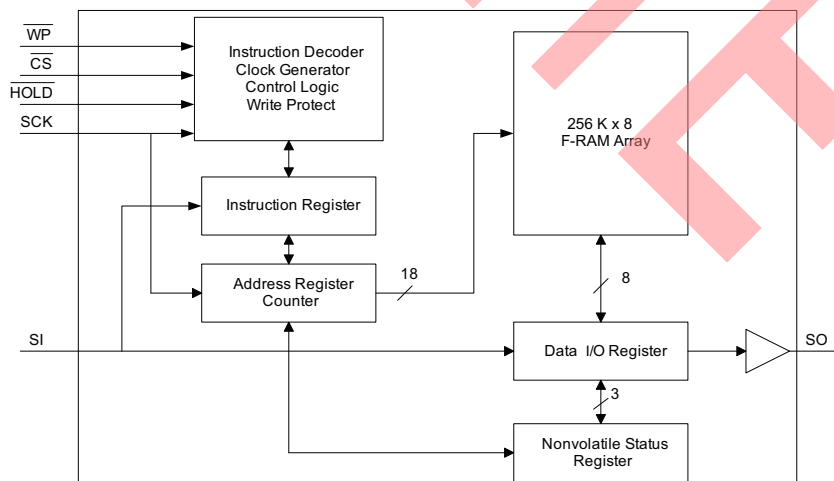 WP
CS
HOLD
SCK
Instruction Decoder
Clock Generator
Control Logic
Write Protect
256 K x 8
F-RAM Array
Instruction Register
Address Register
Counter
18
8
SI
Data I/O Register
SO
3
Nonvolatile Status
Register